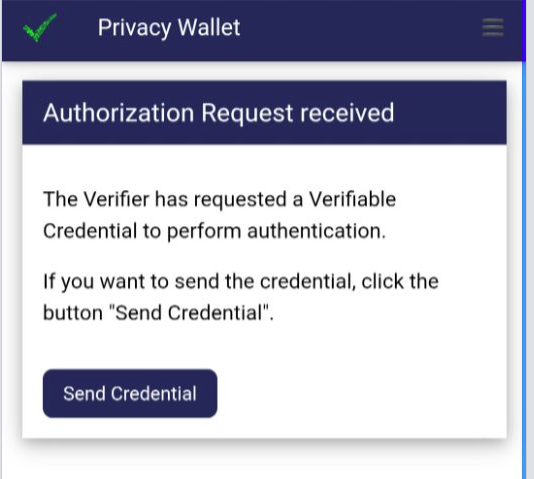 Privacy Wallet
Authorization Request received
The Verifier has requested a Verifiable
Credential to perform authentication.
If you want to send the credential, click the
button "Send Credential".
Send Credential